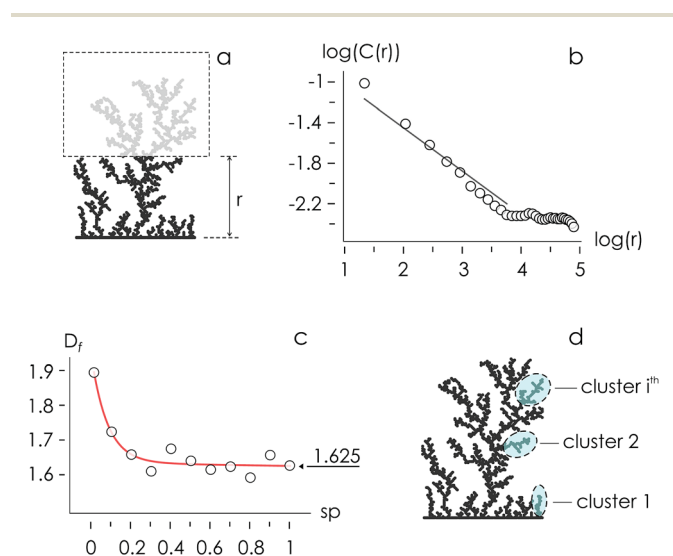 a
r
log(C(r))
b
-1
-1.4
-1.8
-2.2
log(r)
1 2 3 4 5
D_f
c
1.9
1.8
1.7
1.6
1.625
sp
0 0.2 0.4 0.6 0.8 1
d
cluster i^th
cluster 2
cluster 1